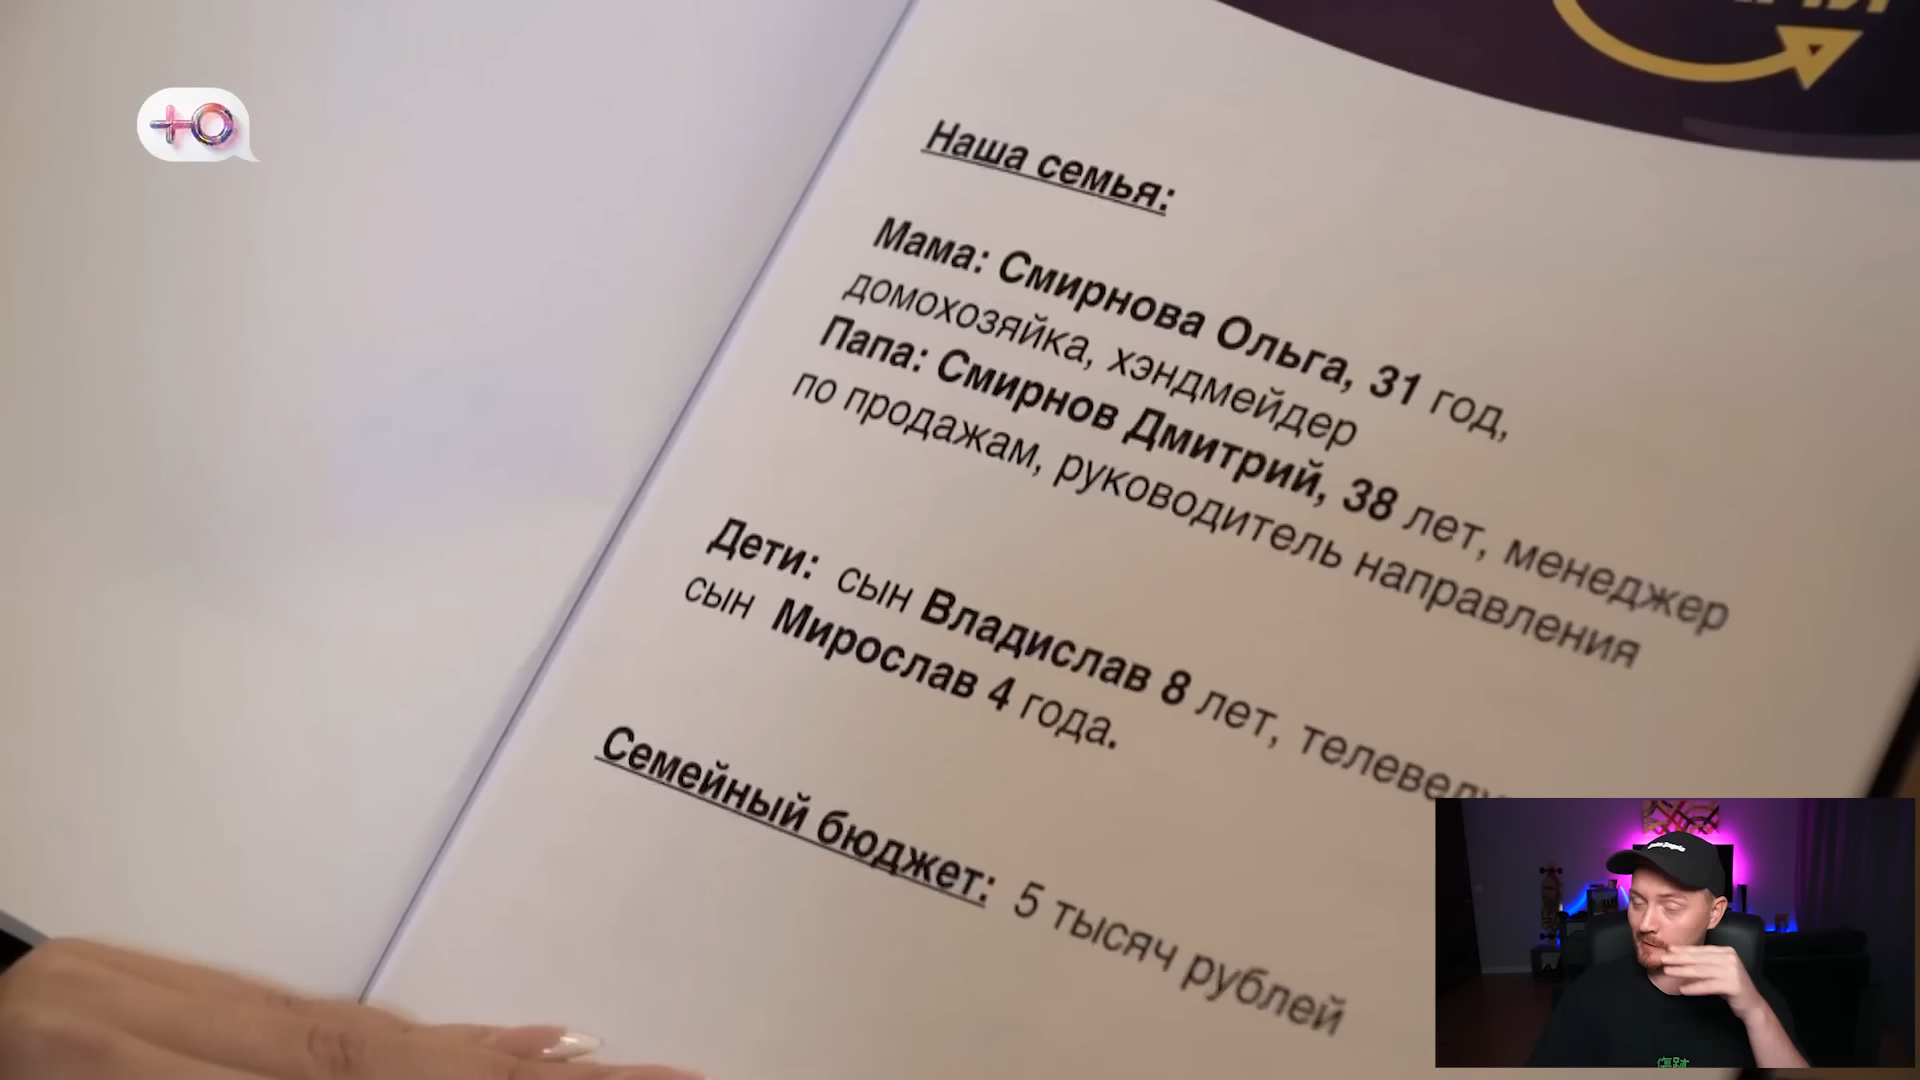 Ю
Наша семья:
Мама: Смирнова Ольга, 31 год,
домохозяйка, хэндмейдер
Папа: Смирнов Дмитрий, 38 лет, менеджер
по продажам, руководитель направления
Дети: сын Владислав 8 лет,
сын Мирослав 4 года.
Семейный бюджет: 5 тысяч рублей